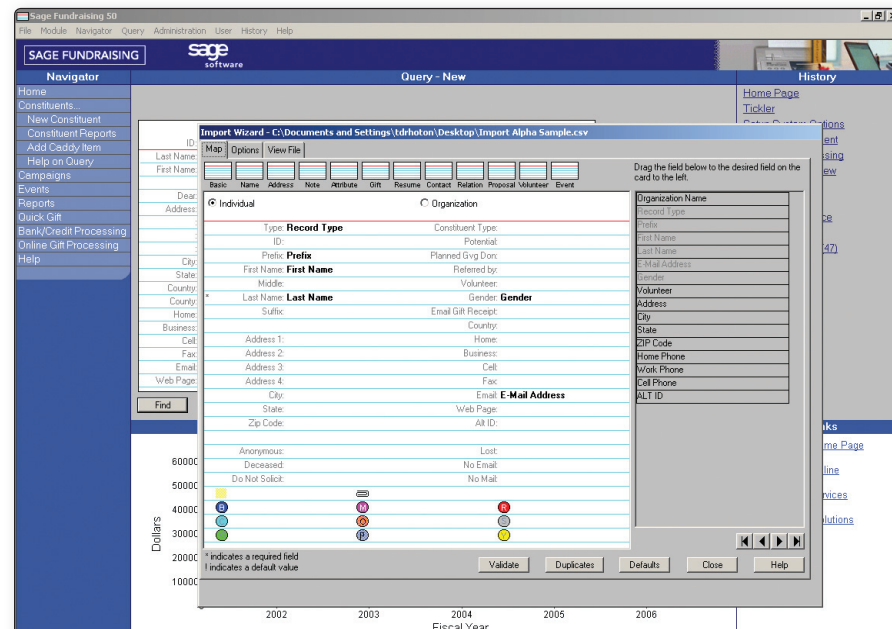 Sage Fundraising 50
File Module Navigator Query Administration User History Help
SAGE FUNDRAISING
sage
software
Navigator
Query - New
History
Home
Constituents...
New Constituent
Constituent Reports
Add Caddy Item
Help on Query
Campaigns
Events
Reports
Quick Gift
Bank/Credit Processing
Online Gift Processing
Help
Home Page
Tickler
ent
sing
ew
ce
(47)
ID:
Last Name:
First Name:
Dear:
Address:
City:
State:
Country:
County:
Home:
Business:
Cell:
Fax:
Email:
Web Page:
Find
Import Wizard - C:\Documents and Settings\tdrhoton\Desktop\Import Alpha Sample.csv
Map Options View File
Basic Name Address Note Attribute Gift Resume Contact Relation Proposal Volunteer Event
Drag the field below to the desired field on the
card to the left.
Individual Organization
Type: Record Type Constituent Type:
ID: Potential:
Prefix: Prefix Planned Gvg Don:
First Name: First Name Referred by:
Middle: Volunteer:
* Last Name: Last Name Gender: Gender
Suffix: Email Gift Receipt:
Country:
Address 1: Home:
Address 2: Business:
Address 3: Cell:
Address 4: Fax:
City: Email: E-Mail Address
State: Web Page:
Zip Code: Alt ID:
Anonymous: Lost:
Deceased: No Email:
Do Not Solicit: No Mail:
B M R
O
P
* indicates a required field
! indicates a default value
Organization Name
Record Type
Prefix
First Name
Last Name
E-Mail Address
Gender
Volunteer
Address
City
State
ZIP Code
Home Phone
Work Phone
Cell Phone
ALT ID
Validate Duplicates Defaults Close Help
ks
me Page
line
vices
lutions
Dollars
60000
50000
40000
30000
20000
10000
2002 2003 2004 2005 2006
Fiscal Year